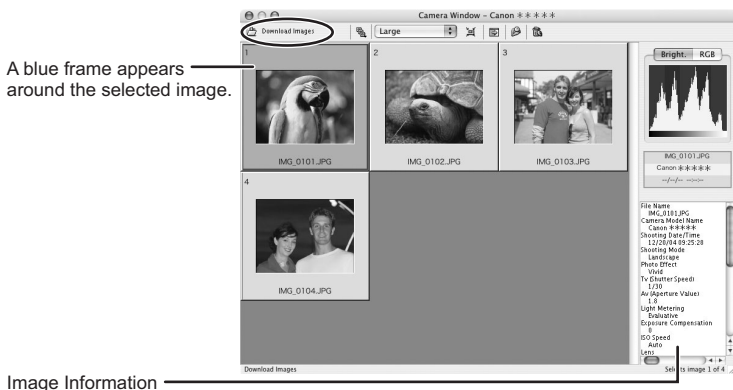 Camera Window – Canon ＊＊＊＊＊
Download Images
Large
A blue frame appears
around the selected image.
1
2
3
IMG_0101.JPG
IMG_0102.JPG
IMG_0103.JPG
4
IMG_0104.JPG
Bright. RGB
IMG_0101.JPG
Canon ＊＊＊＊＊
--/--/-- --:--:--
File Name
IMG_0101.JPG
Camera Model Name
Canon ＊＊＊＊＊
Shooting Date/Time
12/20/04 09:25:28
Shooting Mode
Landscape
Photo Effect
Vivid
Tv (Shutter Speed)
1/30
Av (Aperture Value)
1.8
Light Metering
Evaluative
Exposure Compensation
0
ISO Speed
Auto
Lens
Download Images
Selects image 1 of 4
Image Information